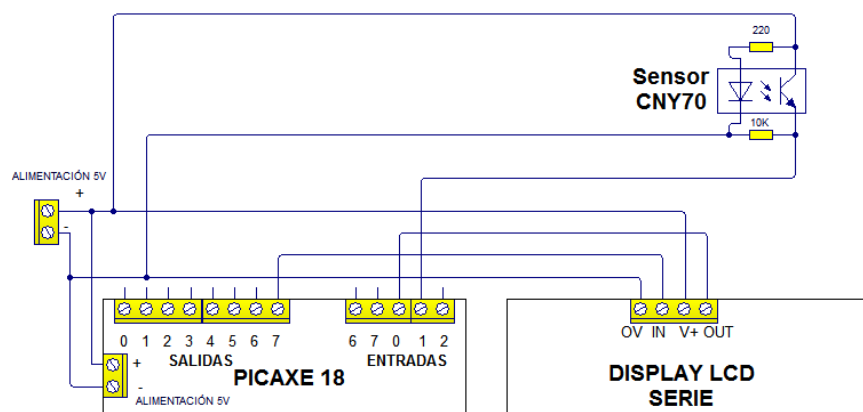 220
Sensor
CNY70
10K
ALIMENTACIÓN 5V
+
-
0 1 2 3 4 5 6 7
6 7 0 1 2
SALIDAS
ENTRADAS
+
-
PICAXE 18
ALIMENTACIÓN 5V
OV IN V+ OUT
DISPLAY LCD
SERIE